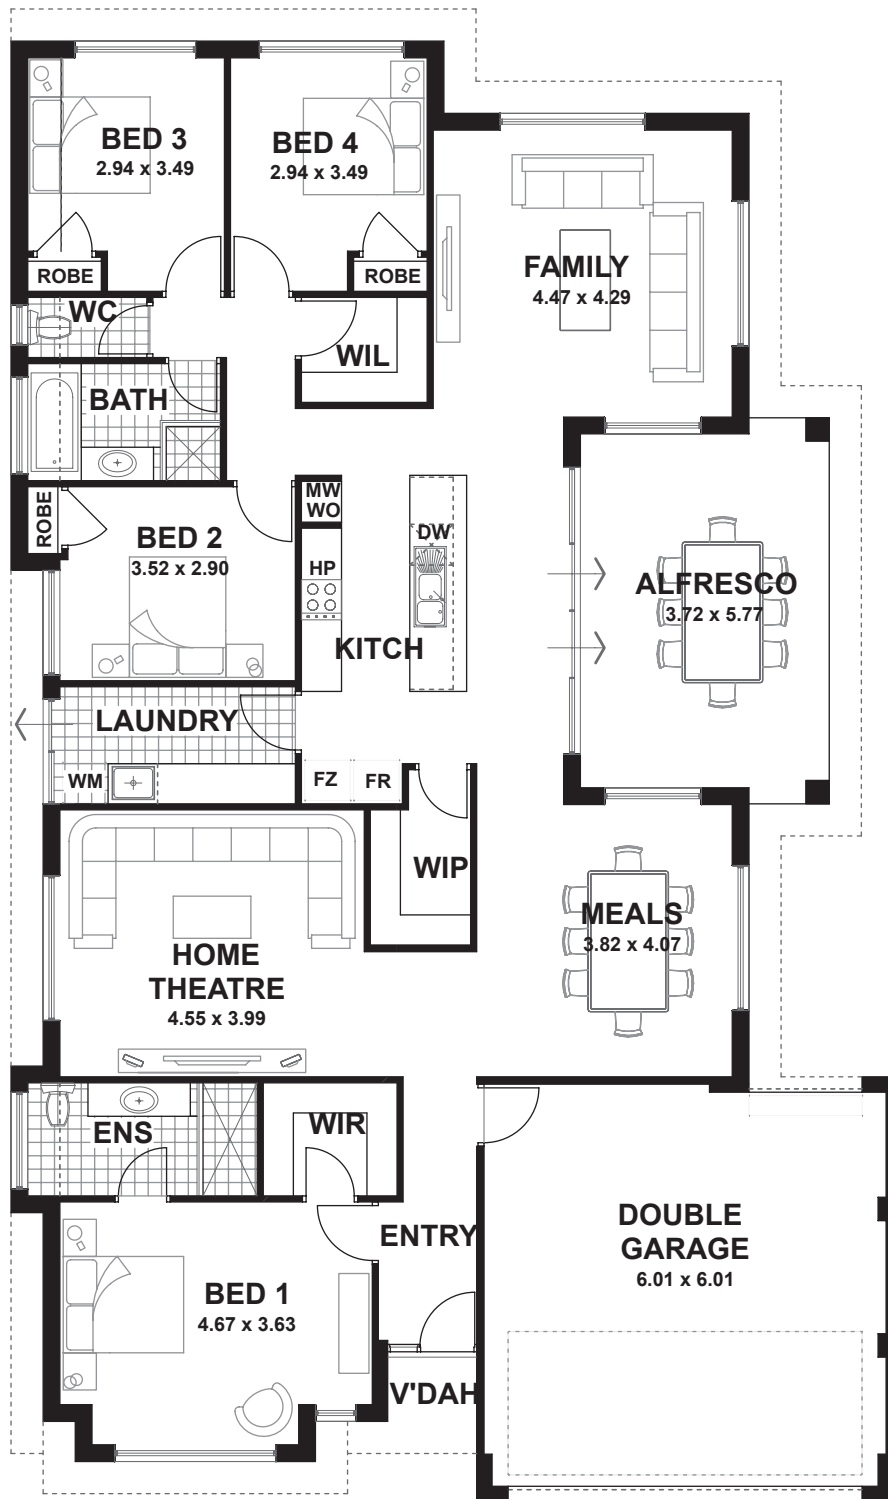 BED 3
2.94 x 3.49
BED 4
2.94 x 3.49
FAMILY
4.47 x 4.29
ROBE
ROBE
WC
WIL
BATH
ROBE
BED 2
3.52 x 2.90
MW
WO
HP
DW
KITCH
ALFRESCO
3.72 x 5.77
LAUNDRY
WM
FZ
FR
WIP
MEALS
3.82 x 4.07
HOME
THEATRE
4.55 x 3.99
ENS
WIR
ENTRY
DOUBLE
GARAGE
6.01 x 6.01
BED 1
4.67 x 3.63
V'DAH